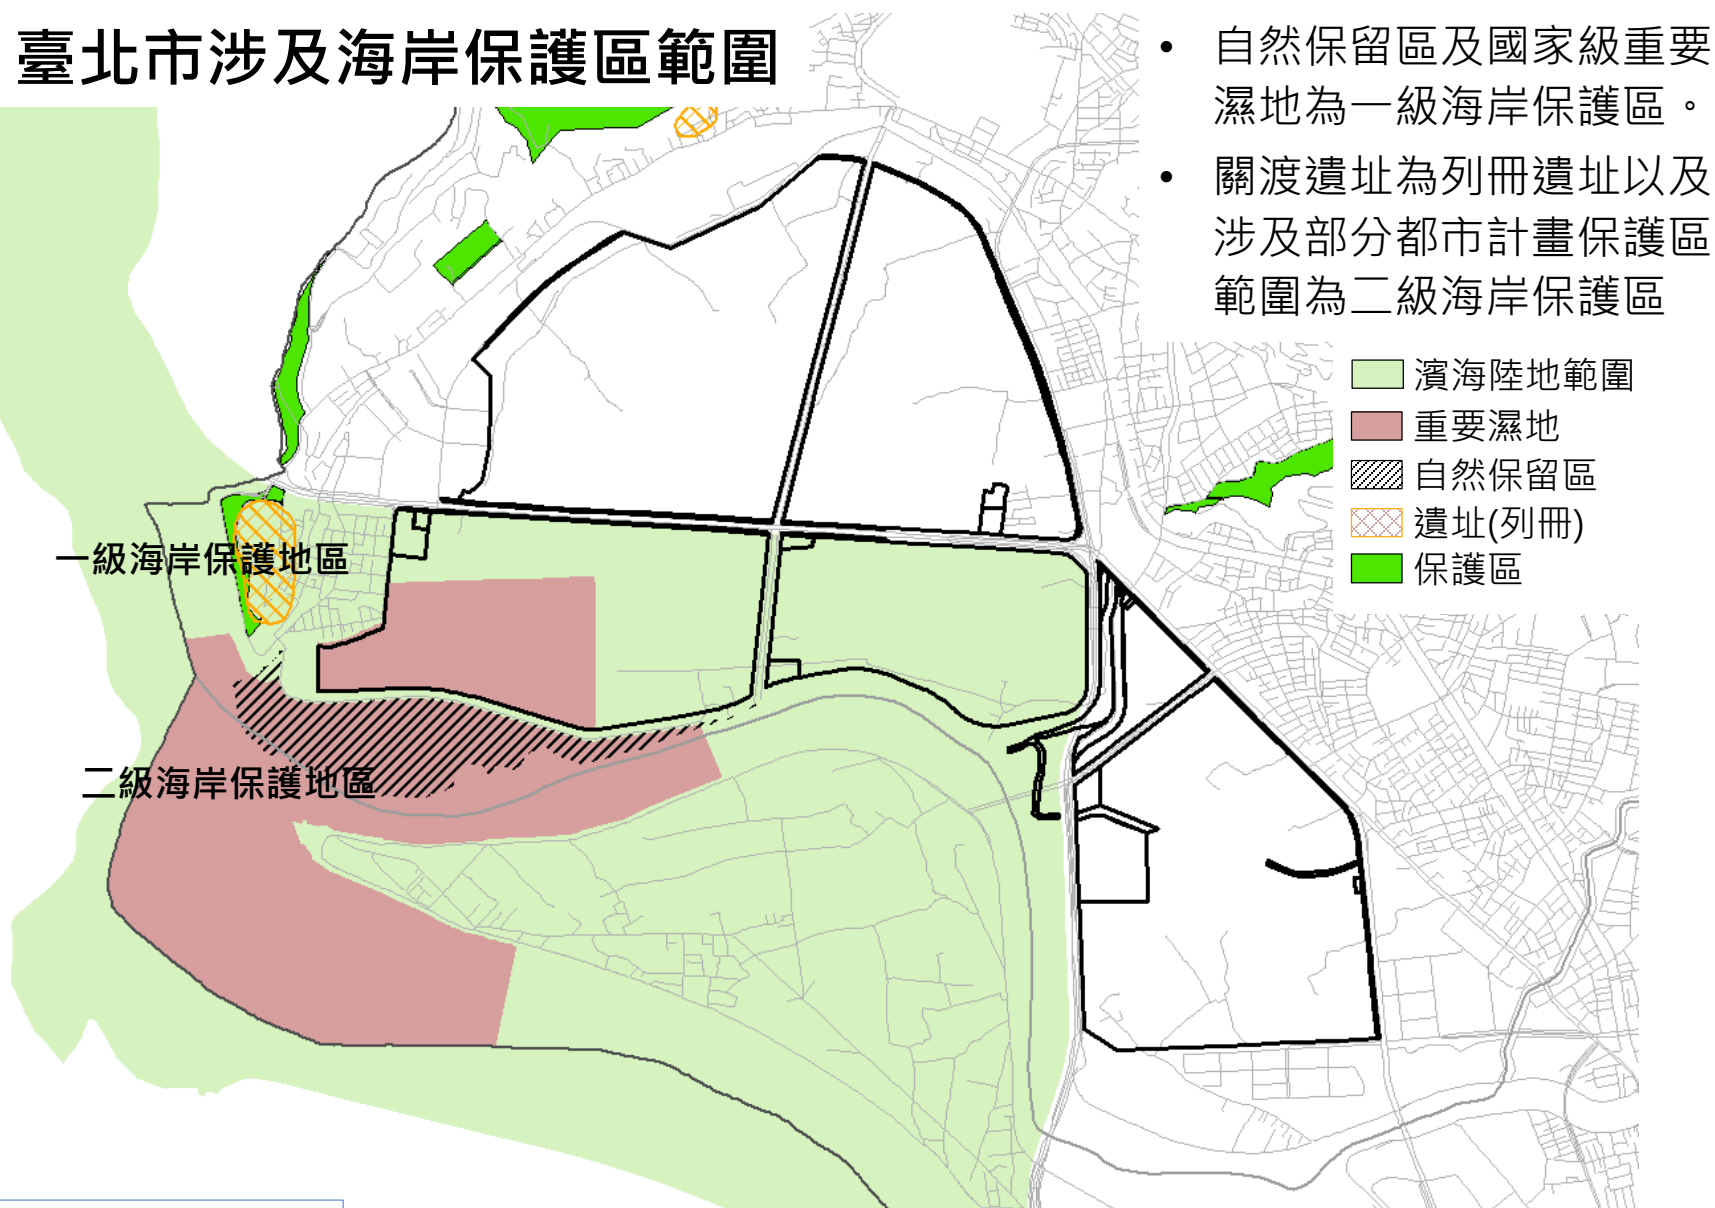 臺北市涉及海岸保護區範圍
• 自然保留區及國家級重要
濕地為一級海岸保護區。
• 關渡遺址為列冊遺址以及
涉及部分都市計畫保護區
範圍為二級海岸保護區
濱海陸地範圍
重要濕地
自然保留區
遺址(列冊)
保護區
一級海岸保護地區
二級海岸保護地區